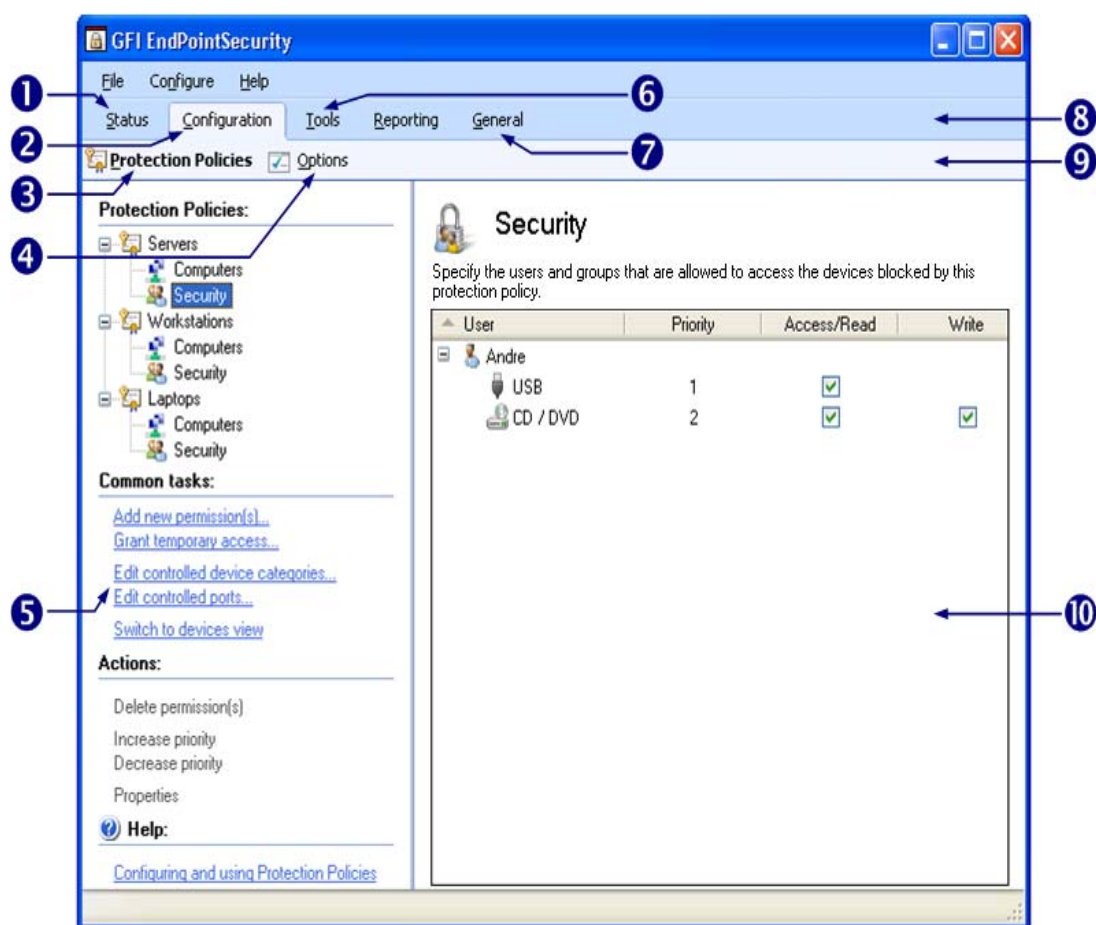 GFI EndPointSecurity
File Configure Help
1 6
Status Configuration Tools Reporting General
8
2 7
9
Protection Policies Options
3
4
Protection Policies:
Servers
Computers
Security
Workstations
Computers
Security
Laptops
Computers
Security
Common tasks:
Add new permission(s)...
Grant temporary access...
Edit controlled device categories...
5
Edit controlled ports...
Switch to devices view
Actions:
Delete permission(s)
Increase priority
Decrease priority
Properties
Help:
Configuring and using Protection Policies
Security
Specify the users and groups that are allowed to access the devices blocked by this
protection policy.
User Priority Access/Read Write
Andre
USB 1
CD / DVD 2
10